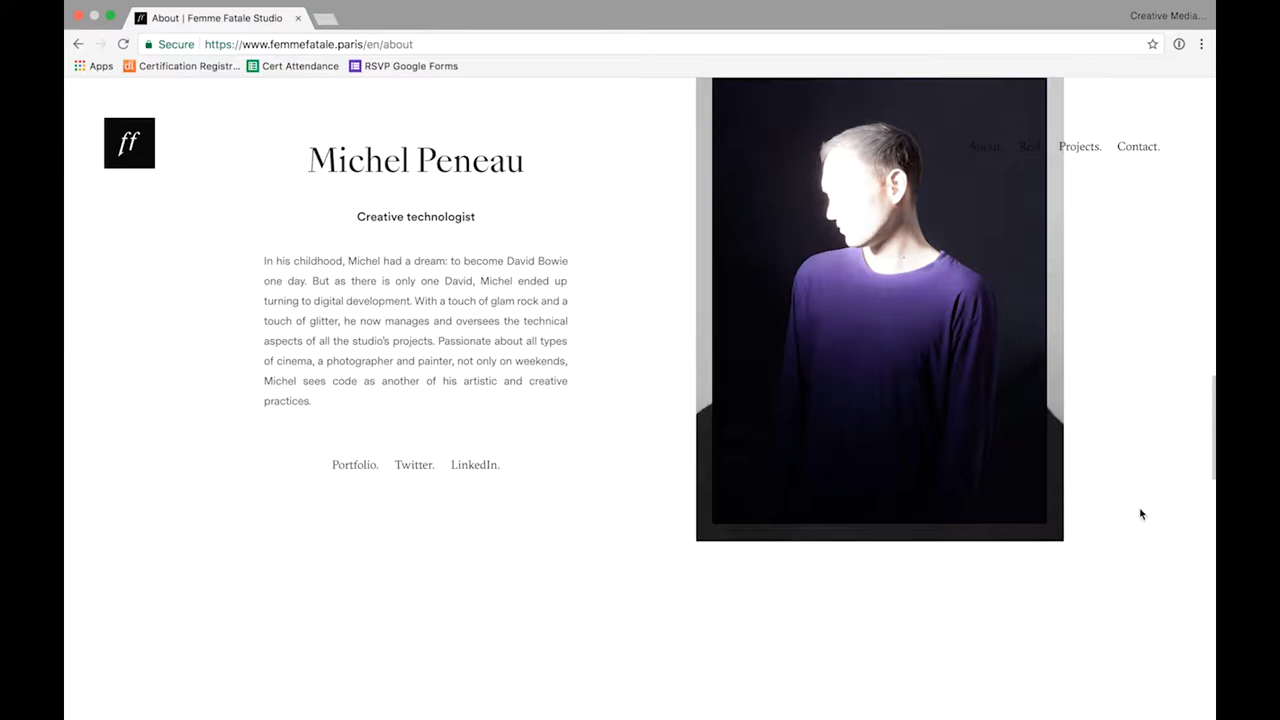 About | Femme Fatale Studio
Creative Media...
Secure https://www.femmefatale.paris/en/about
Apps Certification Registr... Cert Attendance RSVP Google Forms
ff
About. Reel. Projects. Contact.
Michel Peneau
Creative technologist
In his childhood, Michel had a dream: to become David Bowie
one day. But as there is only one David, Michel ended up
turning to digital development. With a touch of glam rock and a
touch of glitter, he now manages and oversees the technical
aspects of all the studio's projects. Passionate about all types
of cinema, a photographer and painter, not only on weekends,
Michel sees code as another of his artistic and creative
practices.
Portfolio. Twitter. LinkedIn.